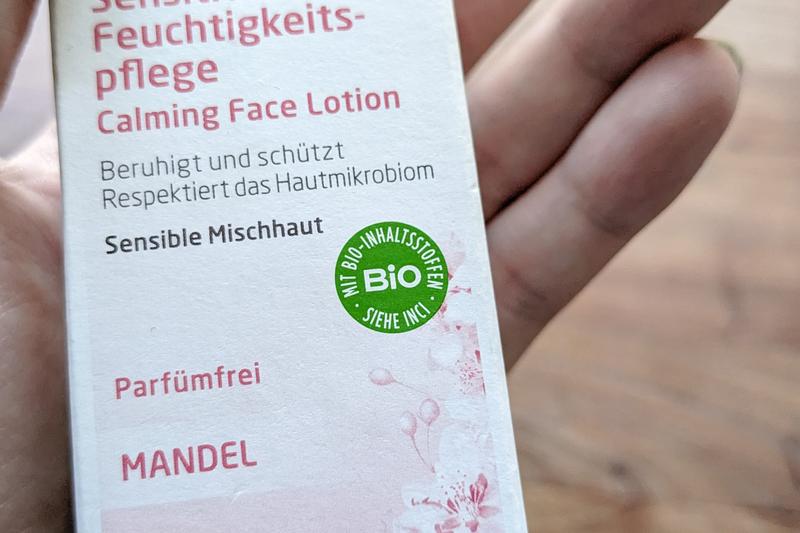 Feuchtigkeits-
pflege
Calming Face Lotion
Beruhigt und schützt
Respektiert das Hautmikrobiom
Sensible Mischhaut
MIT BIO-INHALTSSTOFFEN
BiO
· SIEHE INCI ·
Parfümfrei
MANDEL